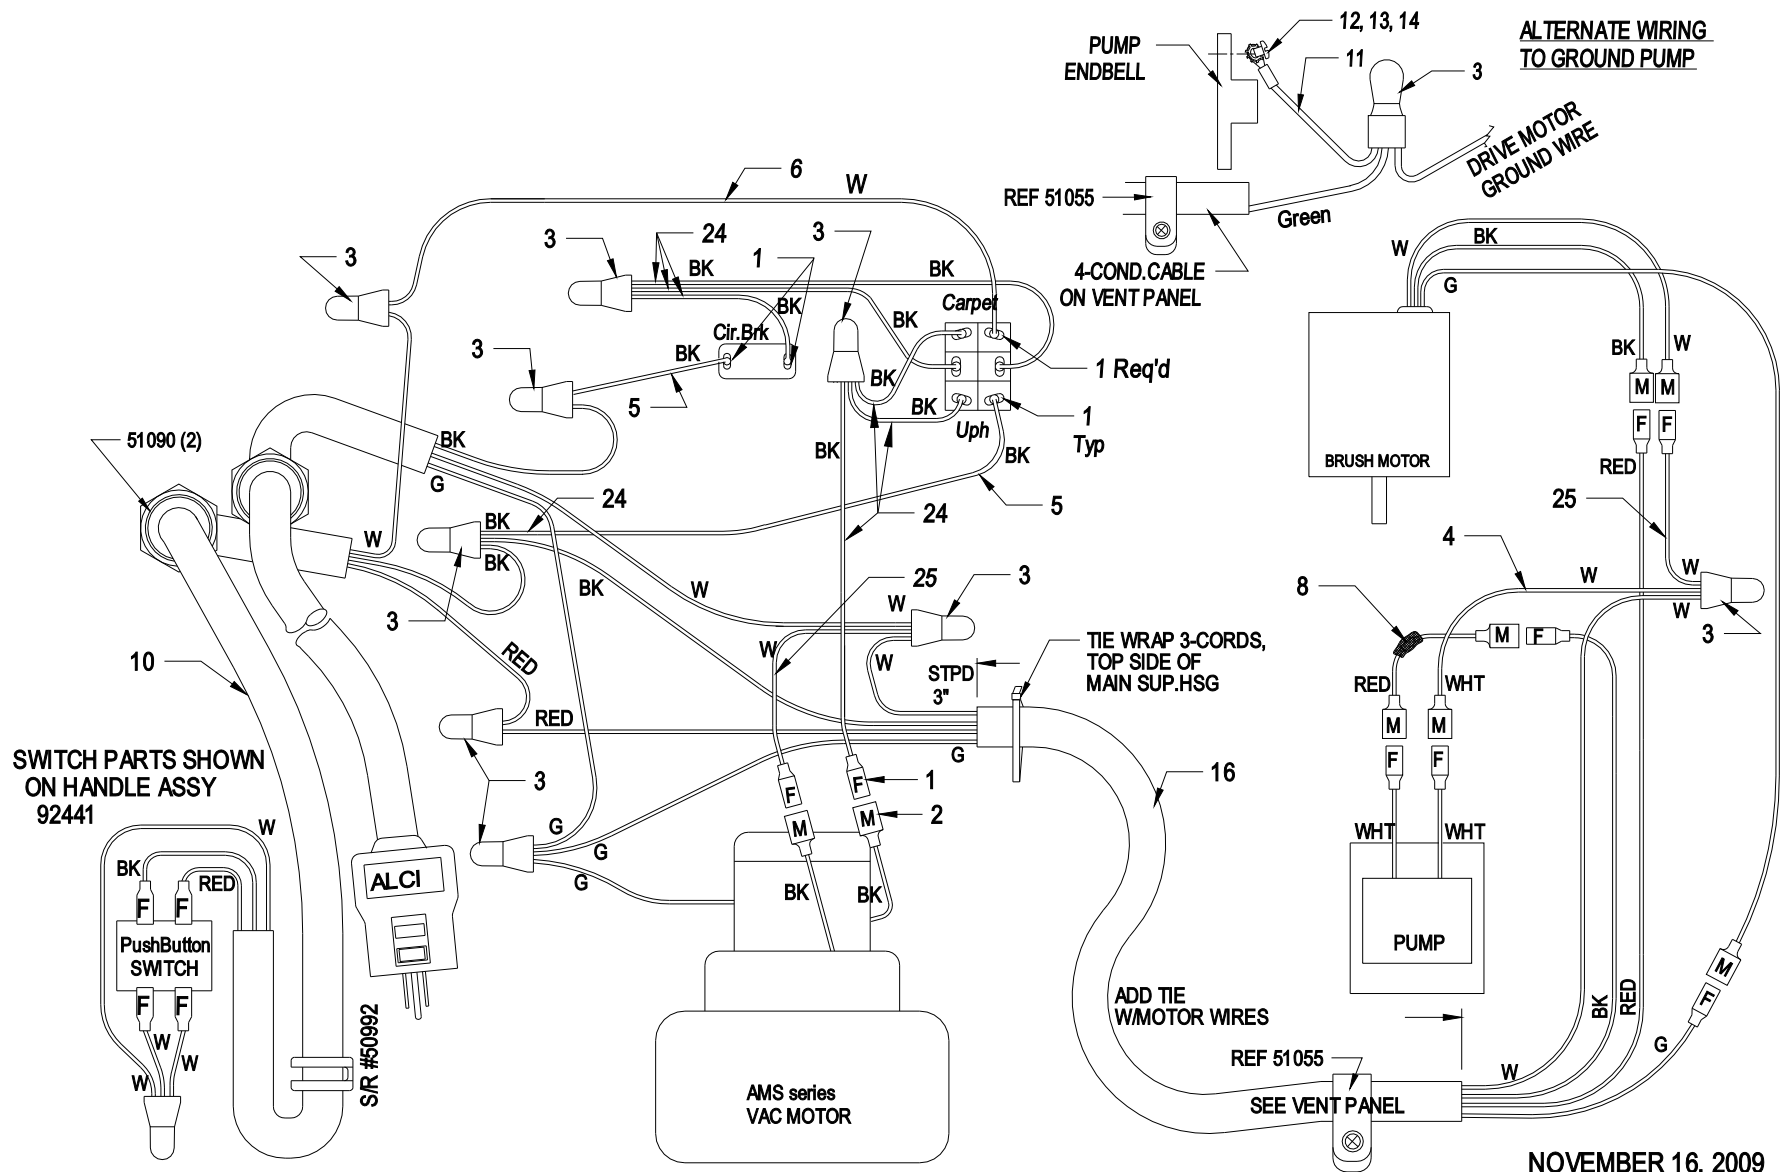 12, 13, 14
ALTERNATE WIRING
TO GROUND PUMP
PUMP
ENDBELL
11
3
DRIVE MOTOR
GROUND WIRE
REF 51055
Green
4-COND.CABLE
ON VENT PANEL
6
W
3
3
24
BK
BK
1
3
BK
Carpet
BK
Cir.Brk
BK
5
3
1 Req'd
BK
BK
Uph
1
Typ
BK
BK
5
24
51090 (2)
BK
G
W
BK
24
BK
3
BK
W
25
W
3
W
W
RED
STPD
3"
TIE WRAP 3-CORDS,
TOP SIDE OF
MAIN SUP.HSG
10
RED
G
3
16
SWITCH PARTS SHOWN
ON HANDLE ASSY
92441
F
F
1
M
M
2
W
BK
RED
F
F
PushButton
SWITCH
F
F
W
W
W
ALCI
G
G
G
BK
BK
S/R #50992
AMS series
VAC MOTOR
W
BK
G
BRUSH MOTOR
BK
W
M
M
F
F
RED
25
4
8
W
W
W
3
M
F
RED
WHT
M
M
F
F
WHT
WHT
PUMP
M
F
ADD TIE
W/MOTOR WIRES
BK
RED
G
W
REF 51055
SEE VENT PANEL
NOVEMBER 16, 2009